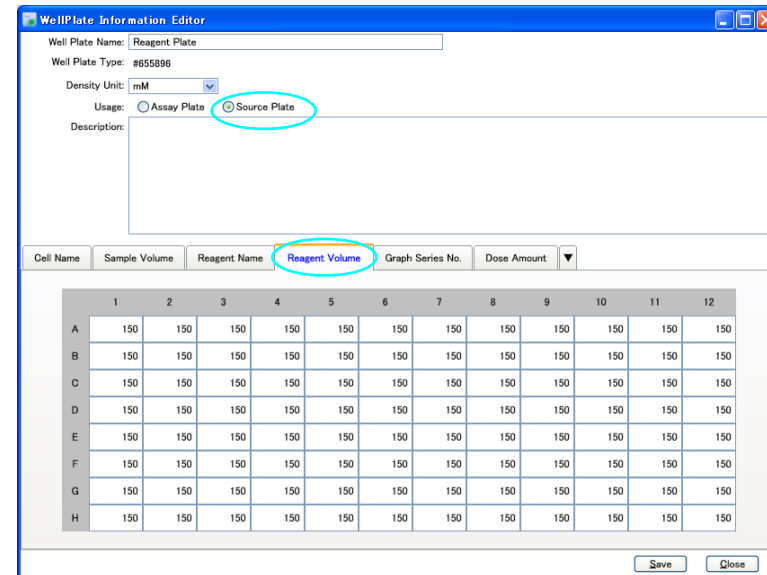 WellPlate Information Editor
Well Plate Name: Reagent Plate
Well Plate Type: #655896
Density Unit: mM
Usage: Assay Plate Source Plate
Description:
Cell Name Sample Volume Reagent Name Reagent Volume Graph Series No. Dose Amount
1 2 3 4 5 6 7 8 9 10 11 12
A 150 150 150 150 150 150 150 150 150 150 150 150
B 150 150 150 150 150 150 150 150 150 150 150 150
C 150 150 150 150 150 150 150 150 150 150 150 150
D 150 150 150 150 150 150 150 150 150 150 150 150
E 150 150 150 150 150 150 150 150 150 150 150 150
F 150 150 150 150 150 150 150 150 150 150 150 150
G 150 150 150 150 150 150 150 150 150 150 150 150
H 150 150 150 150 150 150 150 150 150 150 150 150
Save Close